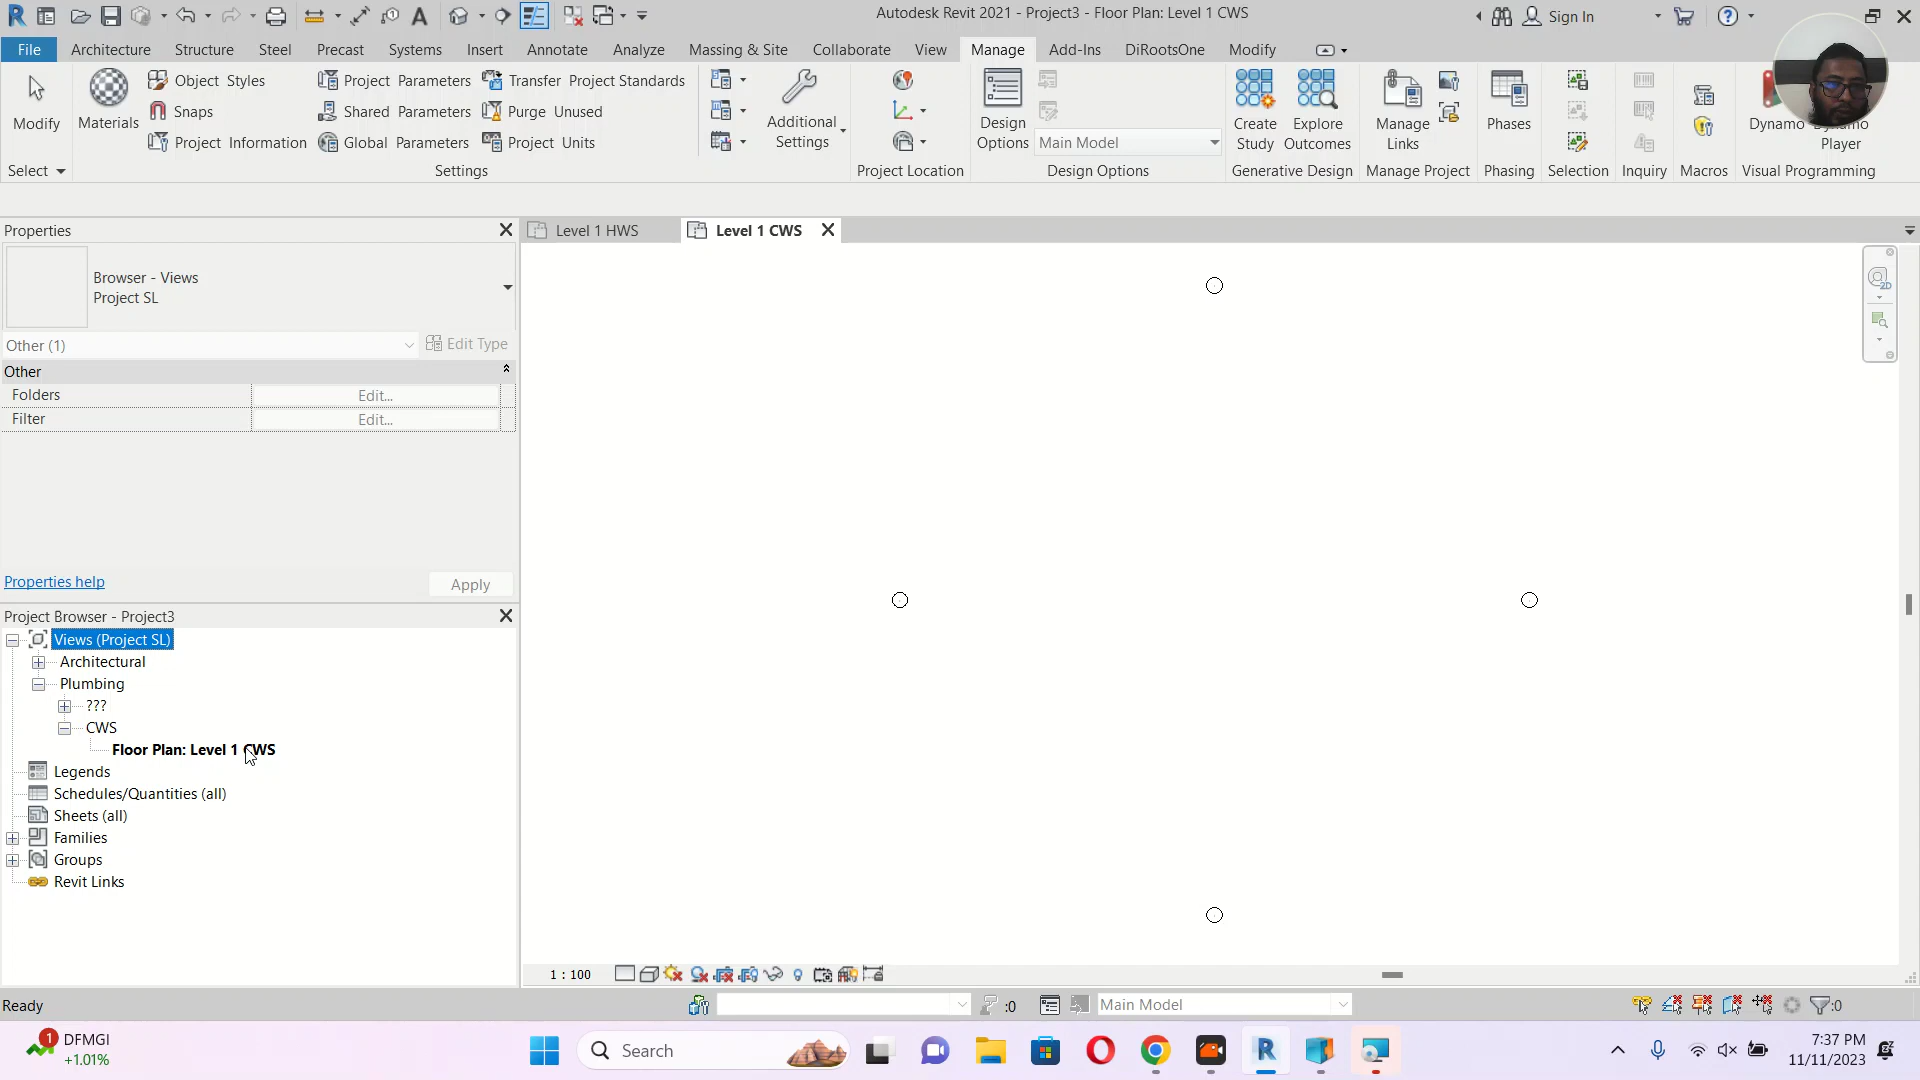 Autodesk Revit 2021 - Project3 - Floor Plan: Level 1 CWS
Sign In
File Architecture Structure Steel Precast Systems Insert Annotate Analyze Massing & Site Collaborate View Manage Add-Ins DiRootsOne Modify
Modify
Materials
Object Styles
Snaps
Project Information
Project Parameters
Shared Parameters
Global Parameters
Transfer Project Standards
Purge Unused
Project Units
Additional
Settings
Design
Options
Main Model
Create
Study
Explore
Outcomes
Manage
Links
Phases
Dynamo
Dynamo
Player
Select
Settings
Project Location
Design Options
Generative Design
Manage Project
Phasing
Selection
Inquiry
Macros
Visual Programming
Properties
Level 1 HWS
Level 1 CWS
Browser - Views
Project SL
Other (1)
Edit Type
Other
Folders
Edit...
Filter
Edit...
Properties help
Apply
Project Browser - Project3
Views (Project SL)
Architectural
Plumbing
???
CWS
Floor Plan: Level 1 CWS
Legends
Schedules/Quantities (all)
Sheets (all)
Families
Groups
Revit Links
2D
1 : 100
Ready
:0
Main Model
:0
1
DFMGI
+1.01%
Search
7:37 PM
11/11/2023